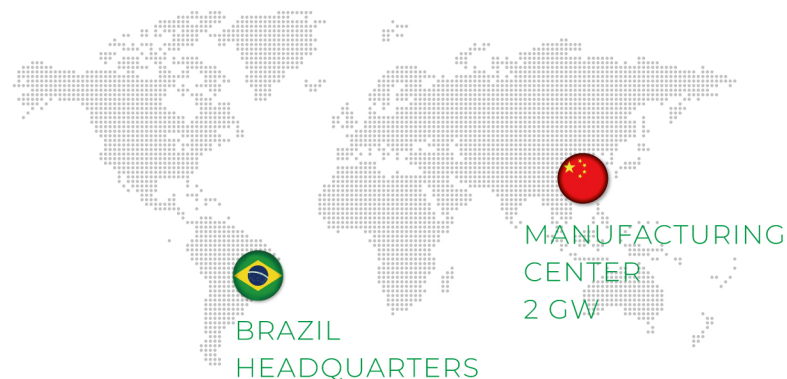 MANUFACTURING
CENTER
2 GW
BRAZIL
HEADQUARTERS